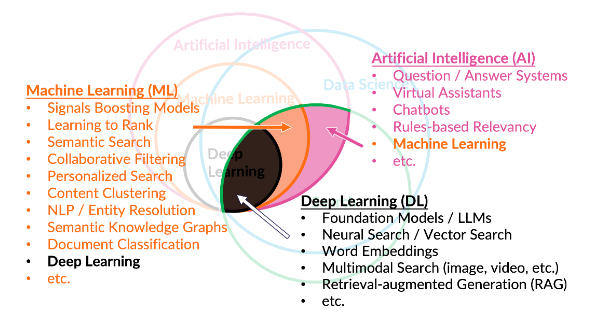 Artificial Intelligence
Data Science
Machine Learning
Deep
Learning
Machine Learning (ML)
• Signals Boosting Models
• Learning to Rank
• Semantic Search
• Collaborative Filtering
• Personalized Search
• Content Clustering
• NLP / Entity Resolution
• Semantic Knowledge Graphs
• Document Classification
• Deep Learning
• etc.
Artificial Intelligence (AI)
• Question / Answer Systems
• Virtual Assistants
• Chatbots
• Rules-based Relevancy
• Machine Learning
• etc.
Deep Learning (DL)
• Foundation Models / LLMs
• Neural Search / Vector Search
• Word Embeddings
• Multimodal Search (image, video, etc.)
• Retrieval-augmented Generation (RAG)
• etc.